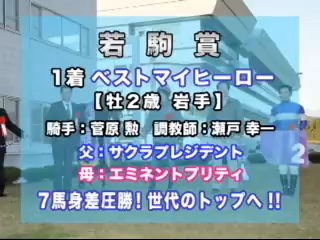 若駒賞
1着 ベストマイヒーロー
【牡2歳 岩手】
騎手：菅原 勲 調教師：瀬戸 幸一
父：サクラプレジデント
母：エミネントプリティ
7馬身差圧勝！世代のトップへ!!
2